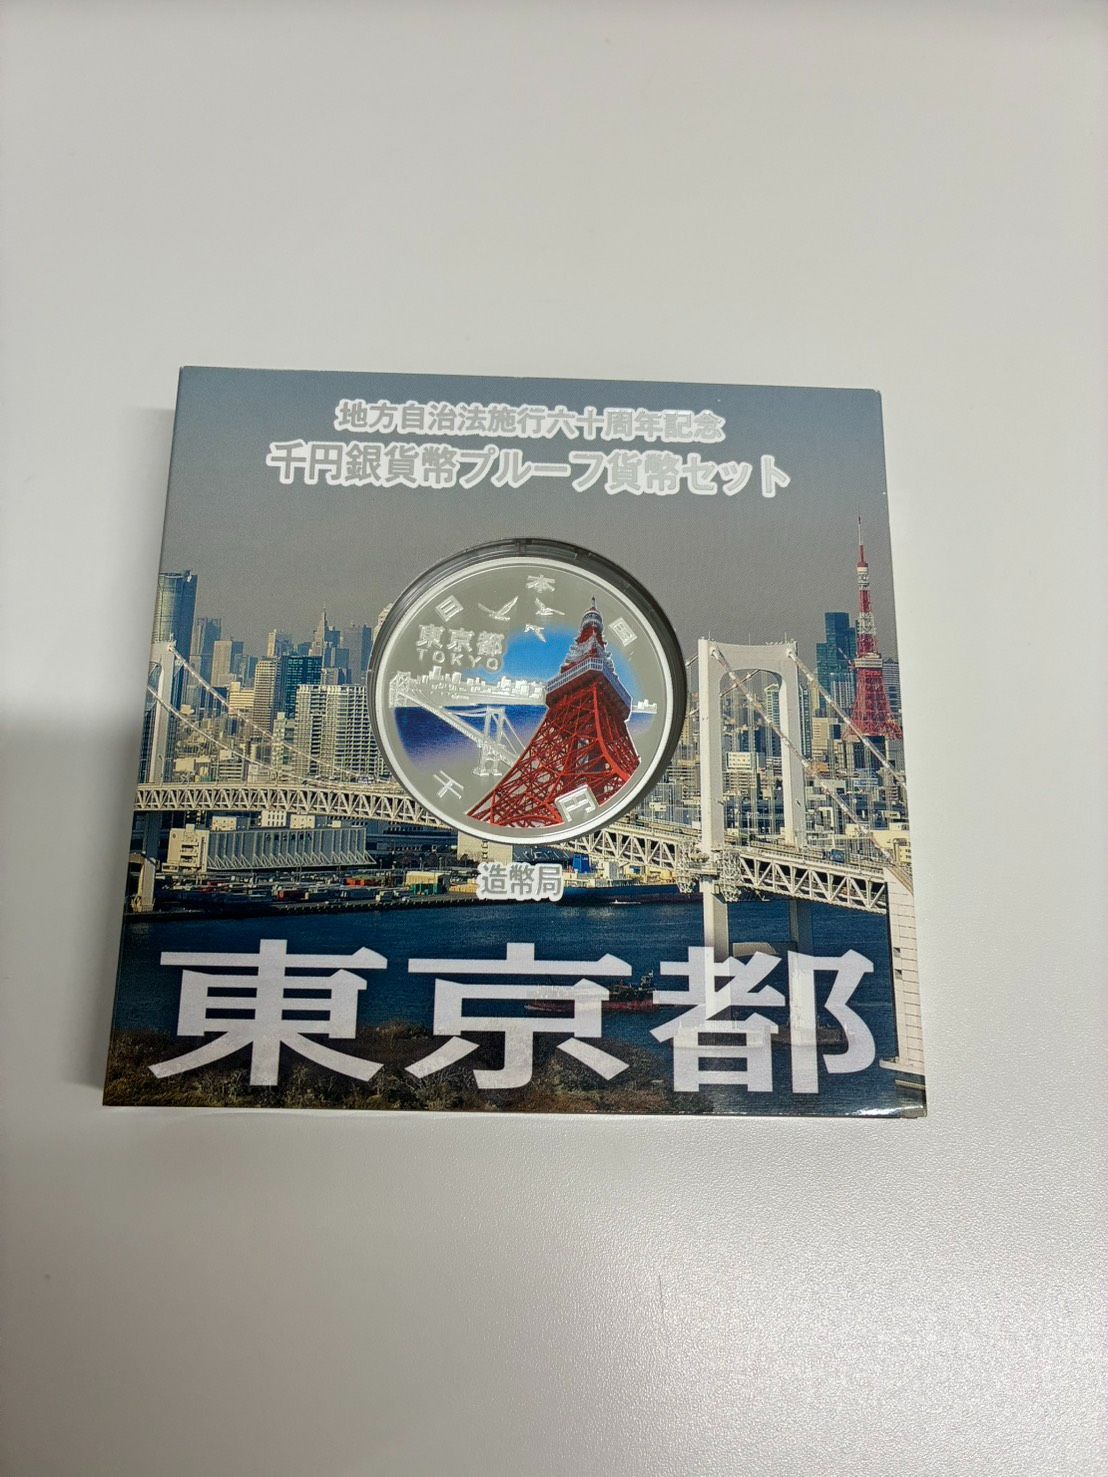 地方自治法施行六十周年記念
千円銀貨幣プルーフ貨幣セット
日本国
東京都
TOKYO
千円
造幣局
東京都